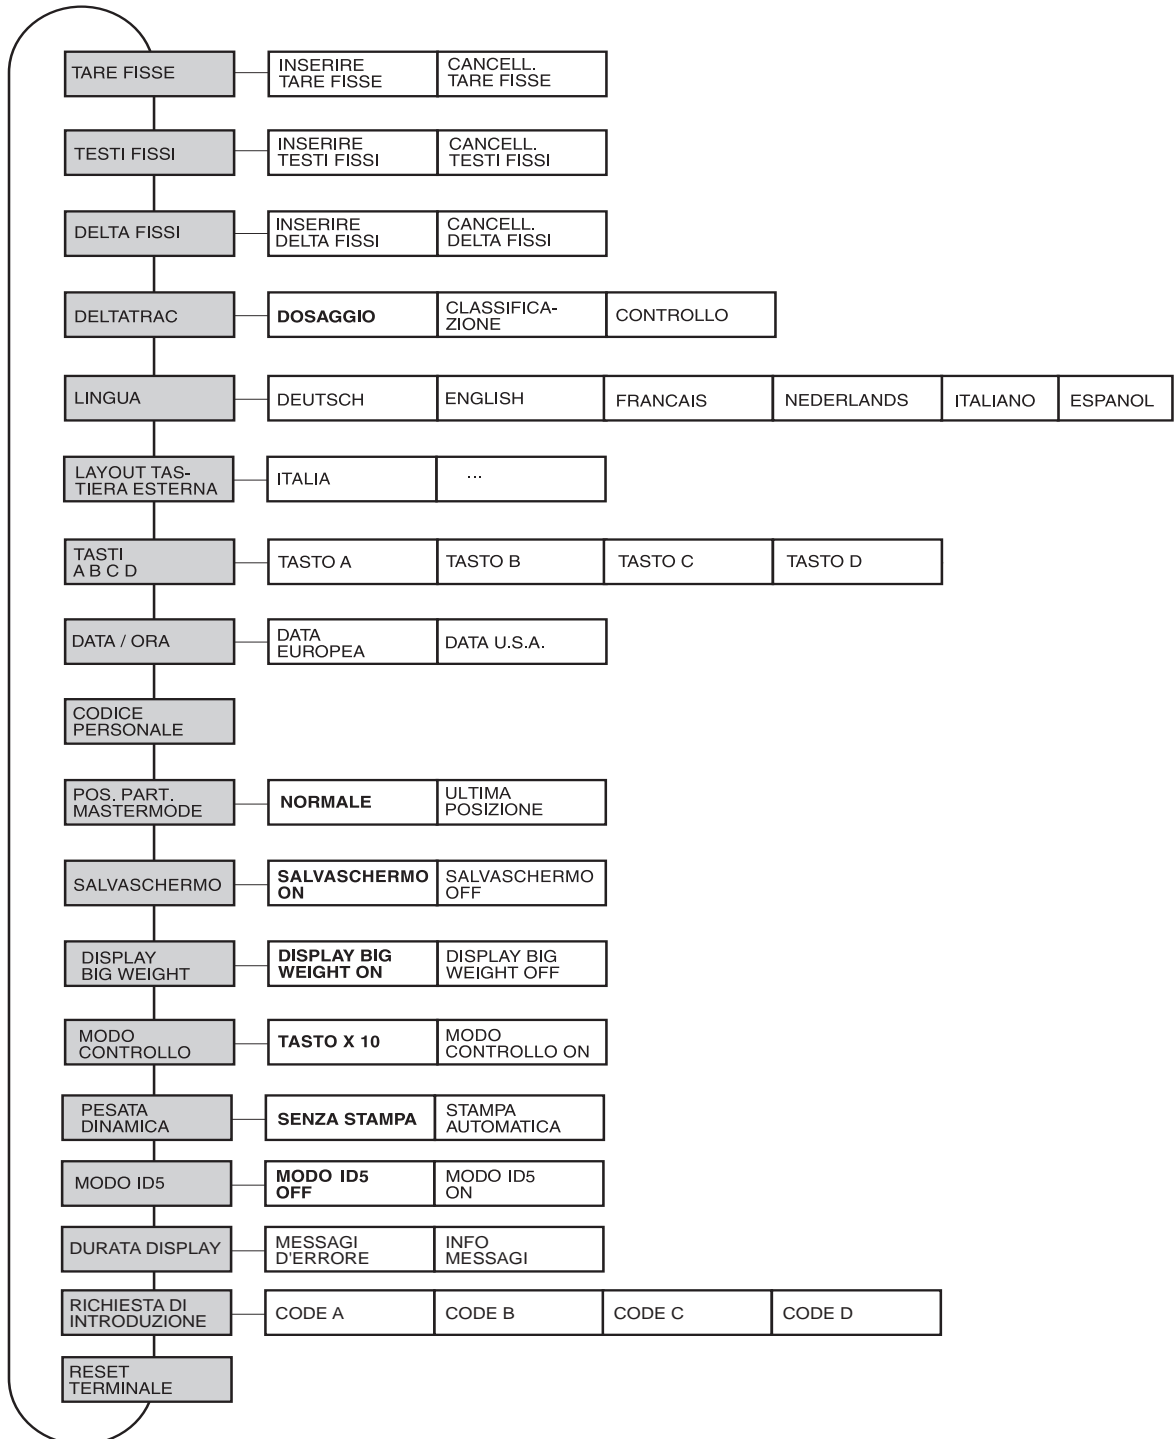 TARE FISSE
INSERIRE
TARE FISSE
CANCELL.
TARE FISSE
TESTI FISSI
INSERIRE
TESTI FISSI
CANCELL.
TESTI FISSI
DELTA FISSI
INSERIRE
DELTA FISSI
CANCELL.
DELTA FISSI
DELTATRAC
DOSAGGIO
CLASSIFICA-
ZIONE
CONTROLLO
LINGUA
DEUTSCH
ENGLISH
FRANCAIS
NEDERLANDS
ITALIANO
ESPANOL
LAYOUT TAS-
TIERA ESTERNA
ITALIA
...
TASTI
A B C D
TASTO A
TASTO B
TASTO C
TASTO D
DATA / ORA
DATA
EUROPEA
DATA U.S.A.
CODICE
PERSONALE
POS. PART.
MASTERMODE
NORMALE
ULTIMA
POSIZIONE
SALVASCHERMO
SALVASCHERMO
ON
SALVASCHERMO
OFF
DISPLAY
BIG WEIGHT
DISPLAY BIG
WEIGHT ON
DISPLAY BIG
WEIGHT OFF
MODO
CONTROLLO
TASTO X 10
MODO
CONTROLLO ON
PESATA
DINAMICA
SENZA STAMPA
STAMPA
AUTOMATICA
MODO ID5
MODO ID5
OFF
MODO ID5
ON
DURATA DISPLAY
MESSAGI
D'ERRORE
INFO
MESSAGI
RICHIESTA DI
INTRODUZIONE
CODE A
CODE B
CODE C
CODE D
RESET
TERMINALE